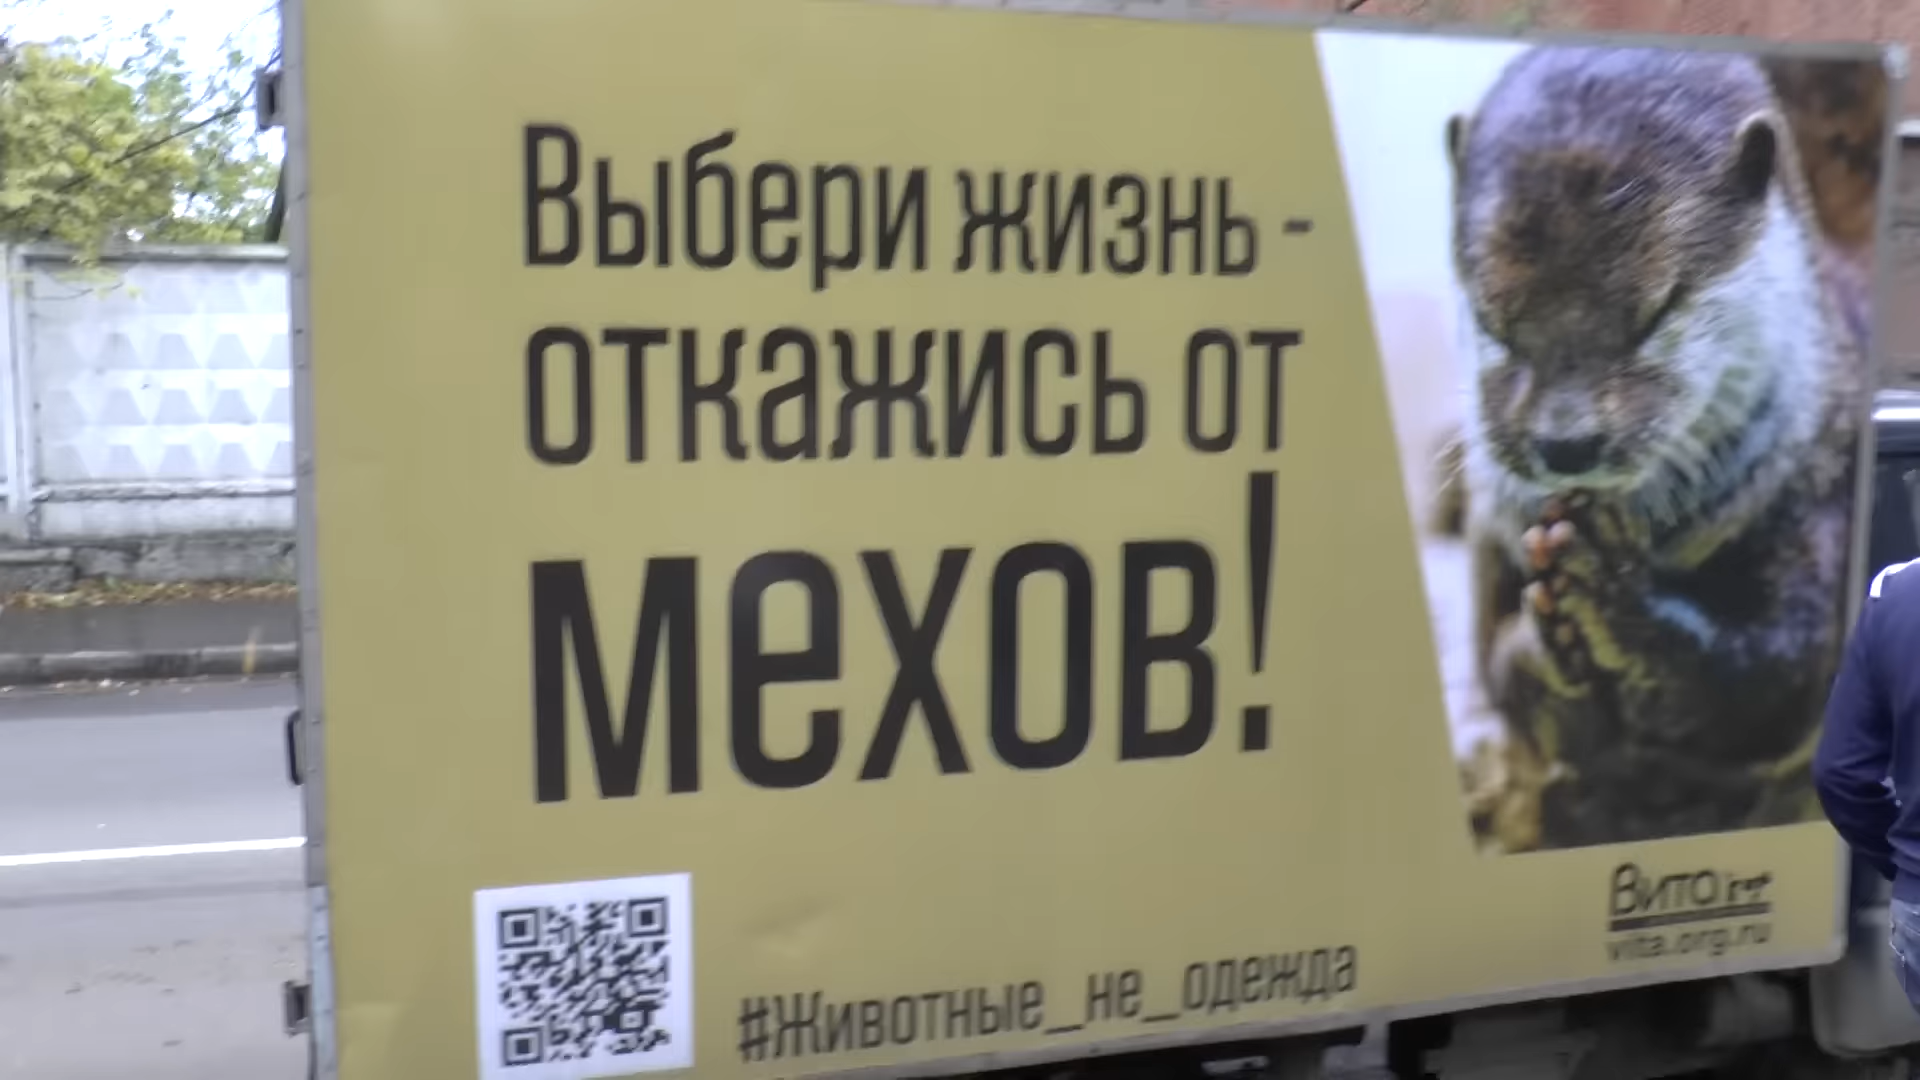 Выбери жизнь -
откажись от
мехов!
#Животные_не_одежда
Вита
vita.org.ru